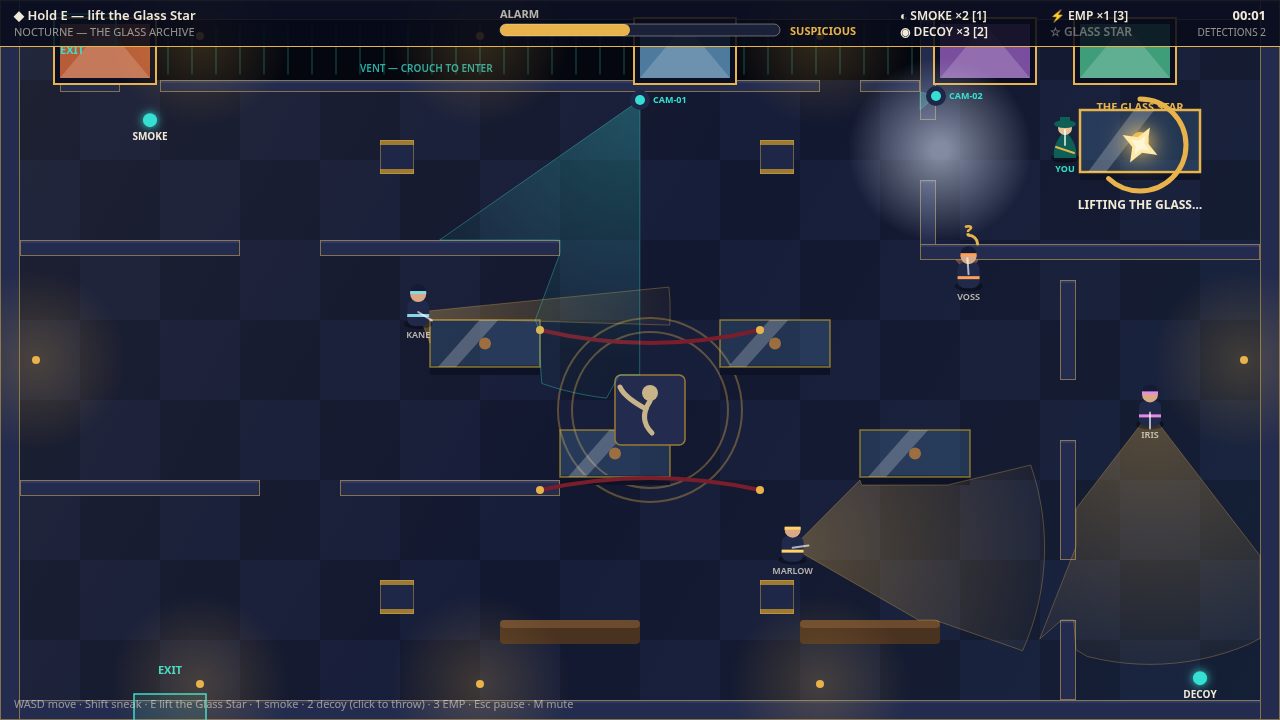 ◆ Hold E — lift the Glass Star
NOCTURNE — THE GLASS ARCHIVE
ALARM
SUSPICIOUS
SMOKE ×2 [1]
◉ DECOY ×3 [2]
⚡ EMP ×1 [3]
☆ GLASS STAR
00:01
DETECTIONS 2
EXIT
VENT — CROUCH TO ENTER
CAM-01
CAM-02
THE GLASS STAR
SMOKE
YOU
LIFTING THE GLASS...
?
VOSS
KANE
IRIS
MARLOW
EXIT
DECOY
WASD move · Shift sneak · E lift the Glass Star · 1 smoke · 2 decoy (click to throw) · 3 EMP · Esc pause · M mute